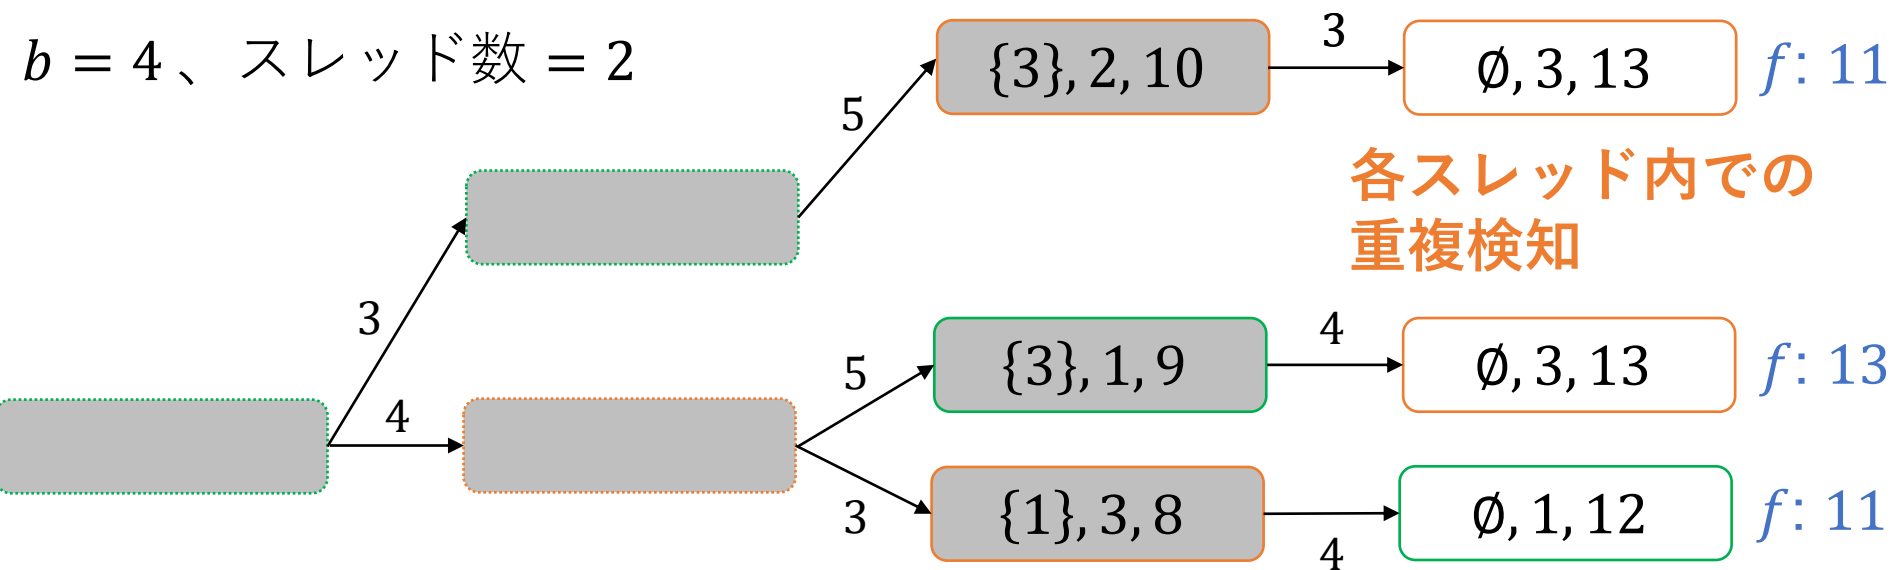 b = 4 、スレッド数 = 2
{3}, 2, 10
3
∅, 3, 13
f: 11
5
各スレッド内での
重複検知
3
{3}, 1, 9
4
∅, 3, 13
f: 13
5
4
{1}, 3, 8
3
4
∅, 1, 12
f: 11